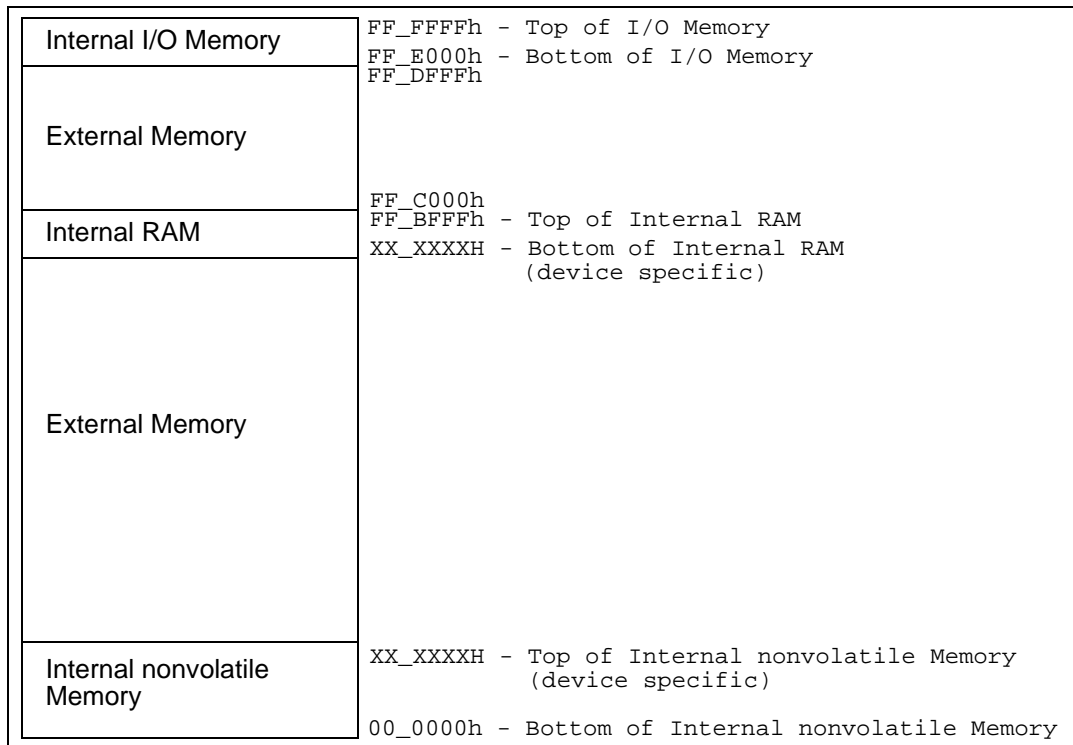 Internal I/O Memory
FF_FFFFh - Top of I/O Memory
FF_E000h - Bottom of I/O Memory
FF_DFFFh
External Memory
FF_C000h
FF_BFFFh - Top of Internal RAM
Internal RAM
XX_XXXXH - Bottom of Internal RAM
(device specific)
External Memory
XX_XXXXH - Top of Internal nonvolatile Memory
(device specific)
Internal nonvolatile
Memory
00_0000h - Bottom of Internal nonvolatile Memory